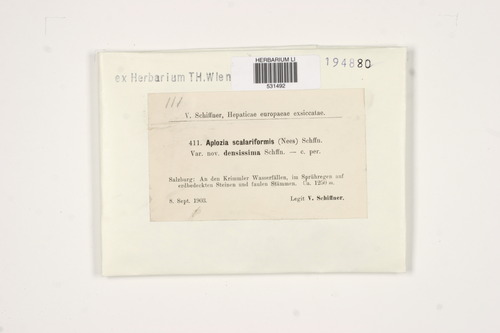 HERBARIUM LI
531492
194880
ex Herbarium T.H.Wien
111
V. Schiffner, Hepaticae europaeae exsiccatae.
411. Aplozia scalariformis (Nees) Schffn.
Var. nov. densissima Schffn. — c. per.
Salzburg: An den Krimmler Wasserfällen, im Sprühregen auf
erdbedeckten Steinen und faulen Stämmen. Ca. 1250 m.
8. Sept. 1903. Legit V. Schiffner.